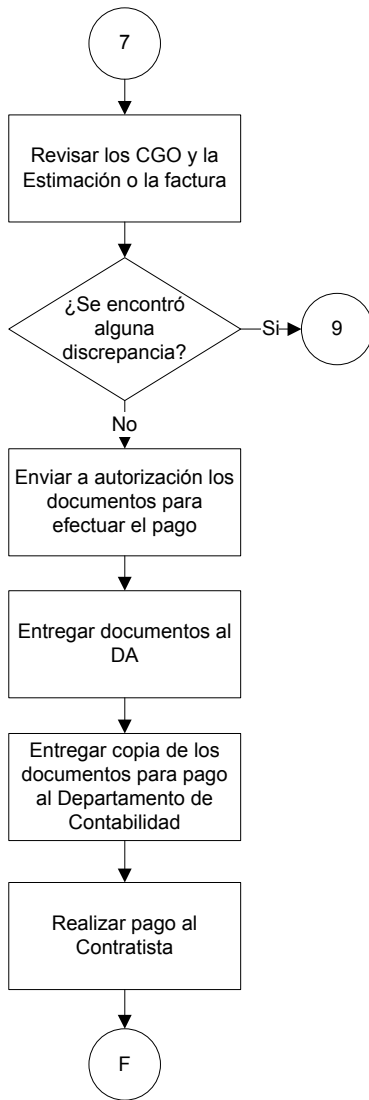 7
Revisar los CGO y la
Estimación o la factura
¿Se encontró
alguna
discrepancia?
Si
9
No
Enviar a autorización los
documentos para
efectuar el pago
Entregar documentos al
DA
Entregar copia de los
documentos para pago
al Departamento de
Contabilidad
Realizar pago al
Contratista
F